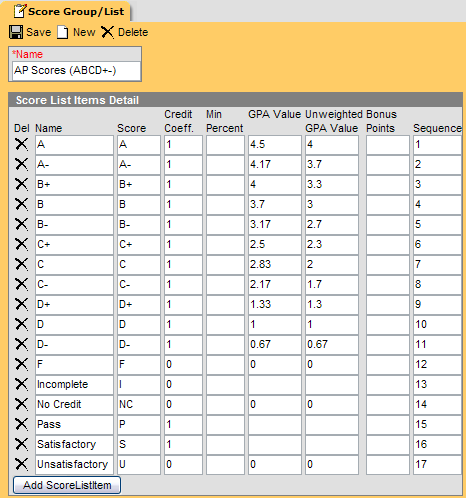 Score Group/List
Save New Delete
*Name
AP Scores (ABCD+-)
Score List Items Detail
Credit Min GPA Value Unweighted Bonus
Del Name Score Coeff. Percent GPA Value Points Sequence
A A 1 4.5 4 1
A- A- 1 4.17 3.7 2
B+ B+ 1 4 3.3 3
B B 1 3.7 3 4
B- B- 1 3.17 2.7 5
C+ C+ 1 2.5 2.3 6
C C 1 2.83 2 7
C- C- 1 2.17 1.7 8
D+ D+ 1 1.33 1.3 9
D D 1 1 1 10
D- D- 1 0.67 0.67 11
F F 0 0 0 12
Incomplete I 0 13
No Credit NC 0 0 0 14
Pass P 1 15
Satisfactory S 1 16
Unsatisfactory U 0 0 0 17
Add ScoreListItem